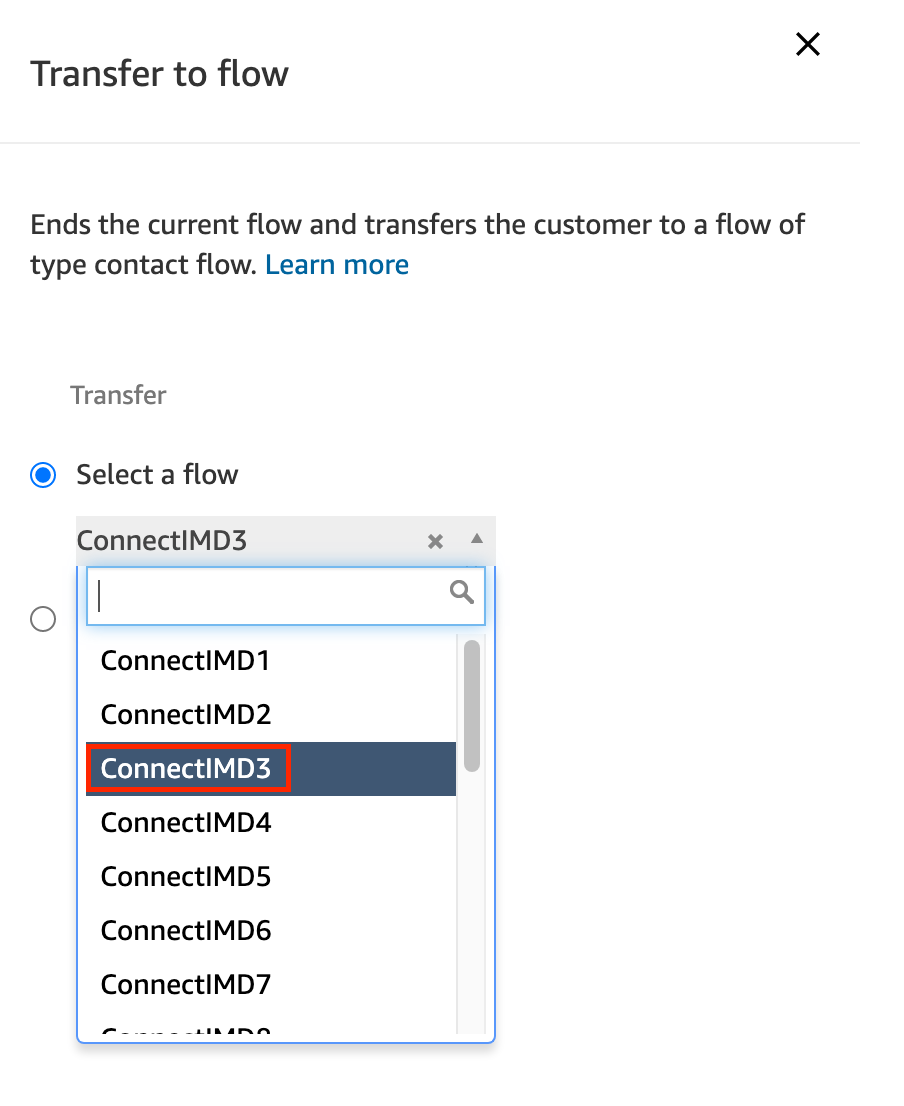 Transfer to flow
Ends the current flow and transfers the customer to a flow of
type contact flow. Learn more
Transfer
Select a flow
ConnectIMD3
ConnectIMD1
ConnectIMD2
ConnectIMD3
ConnectIMD4
ConnectIMD5
ConnectIMD6
ConnectIMD7